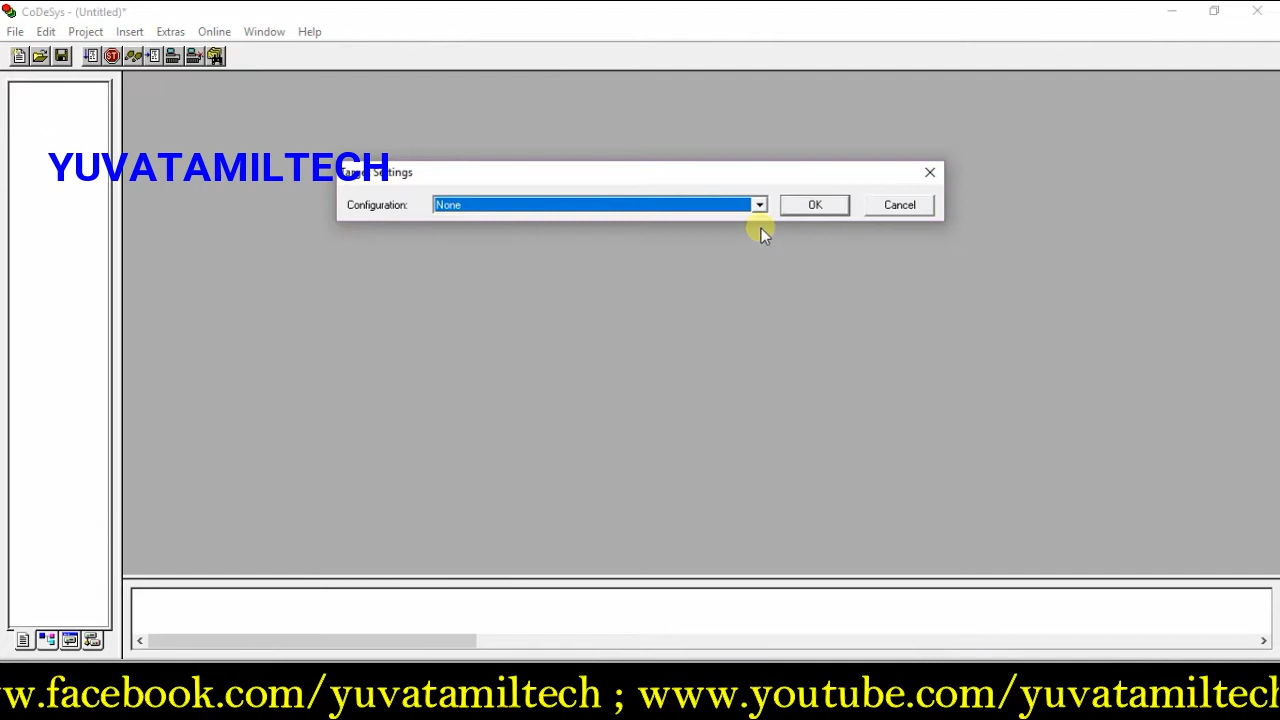 CoDeSys - (Untitled)*
File Edit Project Insert Extras Online Window Help
YUVATAMILTECH
Settings
Configuration: None OK Cancel
w.facebook.com/yuvatamiltech ; www.youtube.com/yuvatamiltech